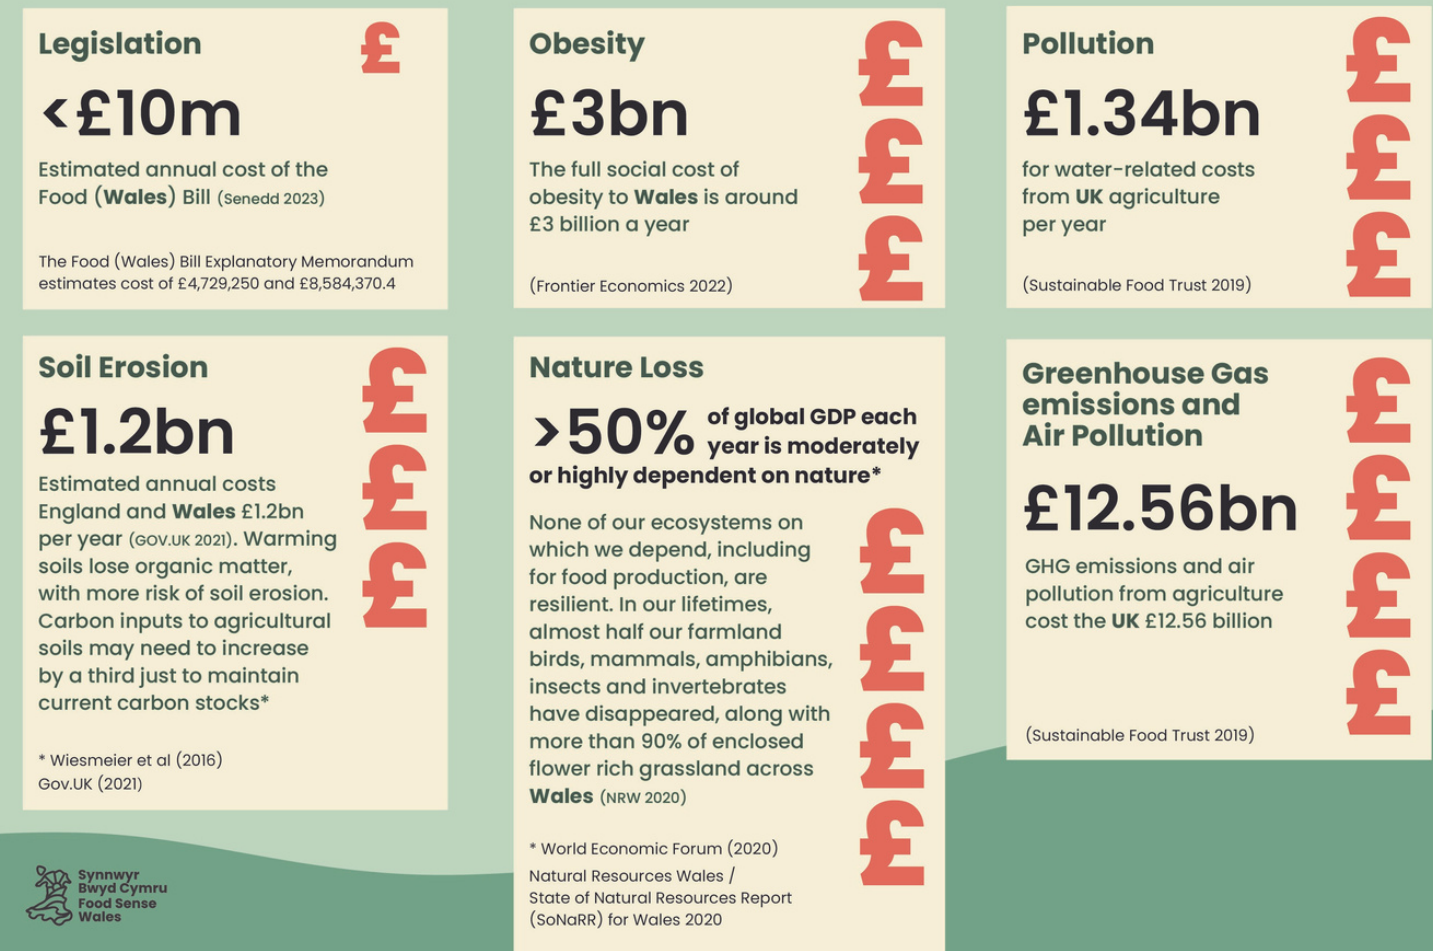 Legislation
£
<£10m
Estimated annual cost of the
Food (Wales) Bill (Senedd 2023)
The Food (Wales) Bill Explanatory Memorandum
estimates cost of £4,729,250 and £8,584,370.4
Obesity
£
£
£
£3bn
The full social cost of
obesity to Wales is around
£3 billion a year
(Frontier Economics 2022)
Pollution
£
£
£
£1.34bn
for water-related costs
from UK agriculture
per year
(Sustainable Food Trust 2019)
Soil Erosion
£
£
£
£1.2bn
Estimated annual costs
England and Wales £1.2bn
per year (GOV.UK 2021). Warming
soils lose organic matter,
with more risk of soil erosion.
Carbon inputs to agricultural
soils may need to increase
by a third just to maintain
current carbon stocks*
* Wiesmeier et al (2016)
Gov.UK (2021)
Nature Loss
>50% of global GDP each
year is moderately
or highly dependent on nature*
None of our ecosystems on
which we depend, including
for food production, are
resilient. In our lifetimes,
almost half our farmland
birds, mammals, amphibians,
insects and invertebrates
have disappeared, along with
more than 90% of enclosed
flower rich grassland across
Wales (NRW 2020)
£
£
£
£
* World Economic Forum (2020)
Natural Resources Wales /
State of Natural Resources Report
(SoNaRR) for Wales 2020
Greenhouse Gas
emissions and
Air Pollution
£
£
£
£
£12.56bn
GHG emissions and air
pollution from agriculture
cost the UK £12.56 billion
(Sustainable Food Trust 2019)
Synnwyr
Bwyd Cymru
Food Sense
Wales